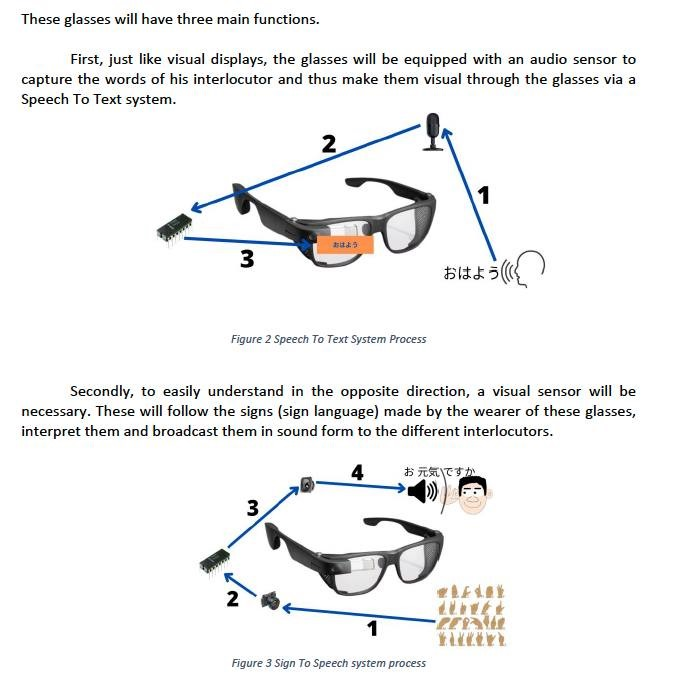 These glasses will have three main functions.
First, just like visual displays, the glasses will be equipped with an audio sensor to
capture the words of his interlocutor and thus make them visual through the glasses via a
Speech To Text system.
2
1
おはよう
3
おはよう
Figure 2 Speech To Text System Process
Secondly, to easily understand in the opposite direction, a visual sensor will be
necessary. These will follow the signs (sign language) made by the wearer of these glasses,
interpret them and broadcast them in sound form to the different interlocutors.
4
お 元気ですか
3
2
1
Figure 3 Sign To Speech system process